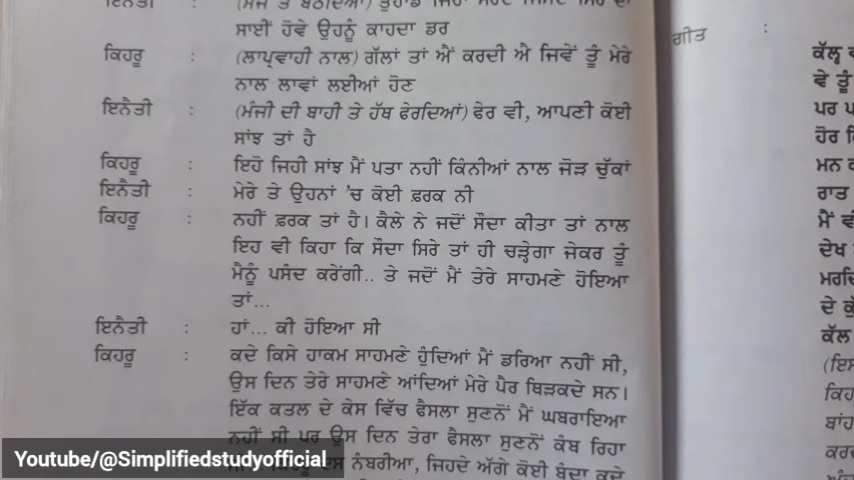 ਸਾਈਂ ਹੋਵੇ ਉਹਨੂੰ ਕਾਹਦਾ ਡਰ
ਕਿਹਰੂ : (ਲਾਪ੍ਰਵਾਹੀ ਨਾਲ) ਗੱਲਾਂ ਤਾਂ ਐਂ ਕਰਦੀ ਐ ਜਿਵੇਂ ਤੂੰ ਮੇਰੇ
ਨਾਲ ਲਾਵਾਂ ਲਈਆਂ ਹੋਣ
ਇਨੈਤੀ : (ਮੰਜੀ ਦੀ ਬਾਹੀ ਤੇ ਹੱਥ ਫੇਰਦਿਆਂ) ਫੇਰ ਵੀ, ਆਪਣੀ ਕੋਈ
ਸਾਂਝ ਤਾਂ ਹੈ
ਕਿਹਰੂ : ਇਹੋ ਜਿਹੀ ਸਾਂਝ ਮੈਂ ਪਤਾ ਨਹੀਂ ਕਿੰਨੀਆਂ ਨਾਲ ਜੋੜ ਚੁੱਕਾਂ
ਇਨੈਤੀ : ਮੇਰੇ ਤੇ ਉਹਨਾਂ 'ਚ ਕੋਈ ਫ਼ਰਕ ਨੀ
ਕਿਹਰੂ : ਨਹੀਂ ਫ਼ਰਕ ਤਾਂ ਹੈ। ਕੈਲੇ ਨੇ ਜਦੋਂ ਸੌਦਾ ਕੀਤਾ ਤਾਂ ਨਾਲ
ਇਹ ਵੀ ਕਿਹਾ ਕਿ ਸੌਦਾ ਸਿਰੇ ਤਾਂ ਹੀ ਚੜ੍ਹੇਗਾ ਜੇਕਰ ਤੂੰ
ਮੈਨੂੰ ਪਸੰਦ ਕਰੇਂਗੀ.. ਤੇ ਜਦੋਂ ਮੈਂ ਤੇਰੇ ਸਾਹਮਣੇ ਹੋਇਆ
ਤਾਂ...
ਇਨੈਤੀ : ਹਾਂ... ਕੀ ਹੋਇਆ ਸੀ
ਕਿਹਰੂ : ਕਦੇ ਕਿਸੇ ਹਾਕਮ ਸਾਹਮਣੇ ਹੁੰਦਿਆਂ ਮੈਂ ਡਰਿਆ ਨਹੀਂ ਸੀ,
ਉਸ ਦਿਨ ਤੇਰੇ ਸਾਹਮਣੇ ਆਂਦਿਆਂ ਮੇਰੇ ਪੈਰ ਥਿੜਕਦੇ ਸਨ।
ਇੱਕ ਕਤਲ ਦੇ ਕੇਸ ਵਿੱਚ ਫੈਸਲਾ ਸੁਣਨੋਂ ਮੈਂ ਘਬਰਾਇਆ
ਨਹੀਂ ਸੀ ਪਰ ਉਸ ਦਿਨ ਤੇਰਾ ਫੈਸਲਾ ਸੁਣਨੋਂ ਕੰਬ ਰਿਹਾ
ਨੰਬਰੀਆ, ਜਿਹਦੇ ਅੱਗੇ ਕੋਈ ਬੰਦਾ ਕਦੇ
Youtube/@Simplifiedstudyofficial
ਗੀਤ :
ਵੇ ਤੂੰ
ਪਰ
ਹੋਰ
ਮਨ
ਰਾਤ
ਮੈਂ
ਦੇਖ
ਦੇ
ਕੱਲ